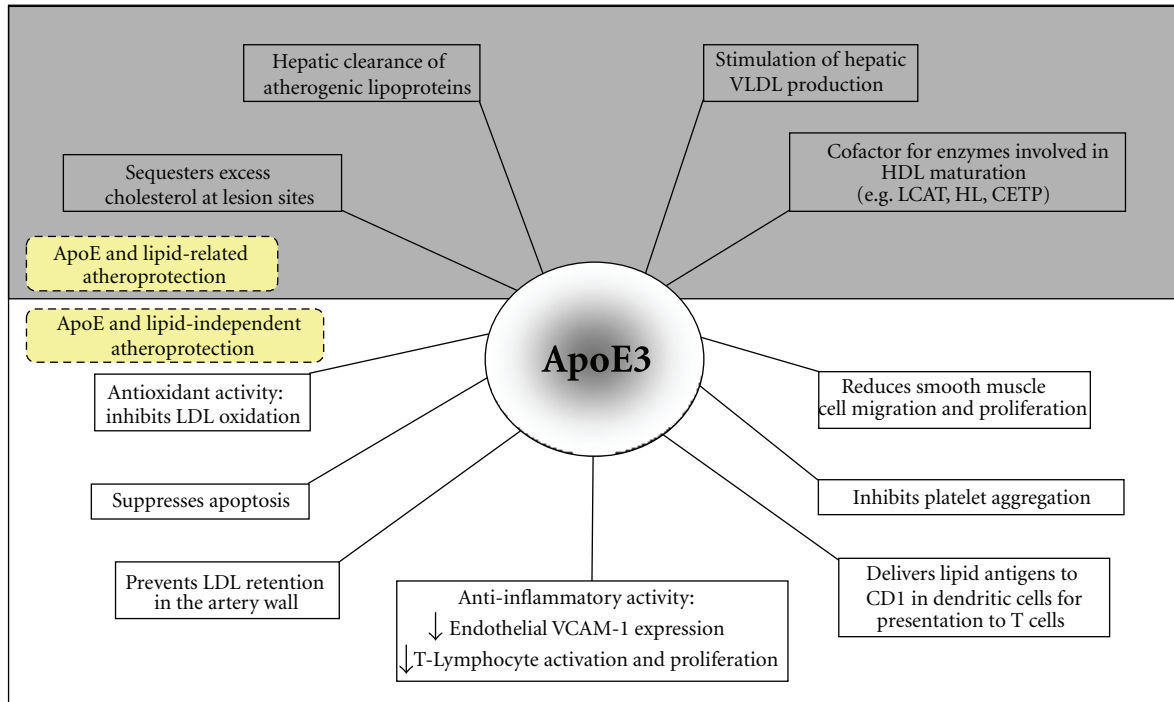 Hepatic clearance of
atherogenic lipoproteins
Stimulation of hepatic
VLDL production
Sequesters excess
cholesterol at lesion sites
Cofactor for enzymes involved in
HDL maturation
(e.g. LCAT, HL, CETP)
ApoE and lipid-related
atheroprotection
ApoE and lipid-independent
atheroprotection
ApoE3
Antioxidant activity:
inhibits LDL oxidation
Reduces smooth muscle
cell migration and proliferation
Suppresses apoptosis
Inhibits platelet aggregation
Prevents LDL retention
in the artery wall
Anti-inflammatory activity:
↓ Endothelial VCAM-1 expression
↓T-Lymphocyte activation and proliferation
Delivers lipid antigens to
CD1 in dendritic cells for
presentation to T cells